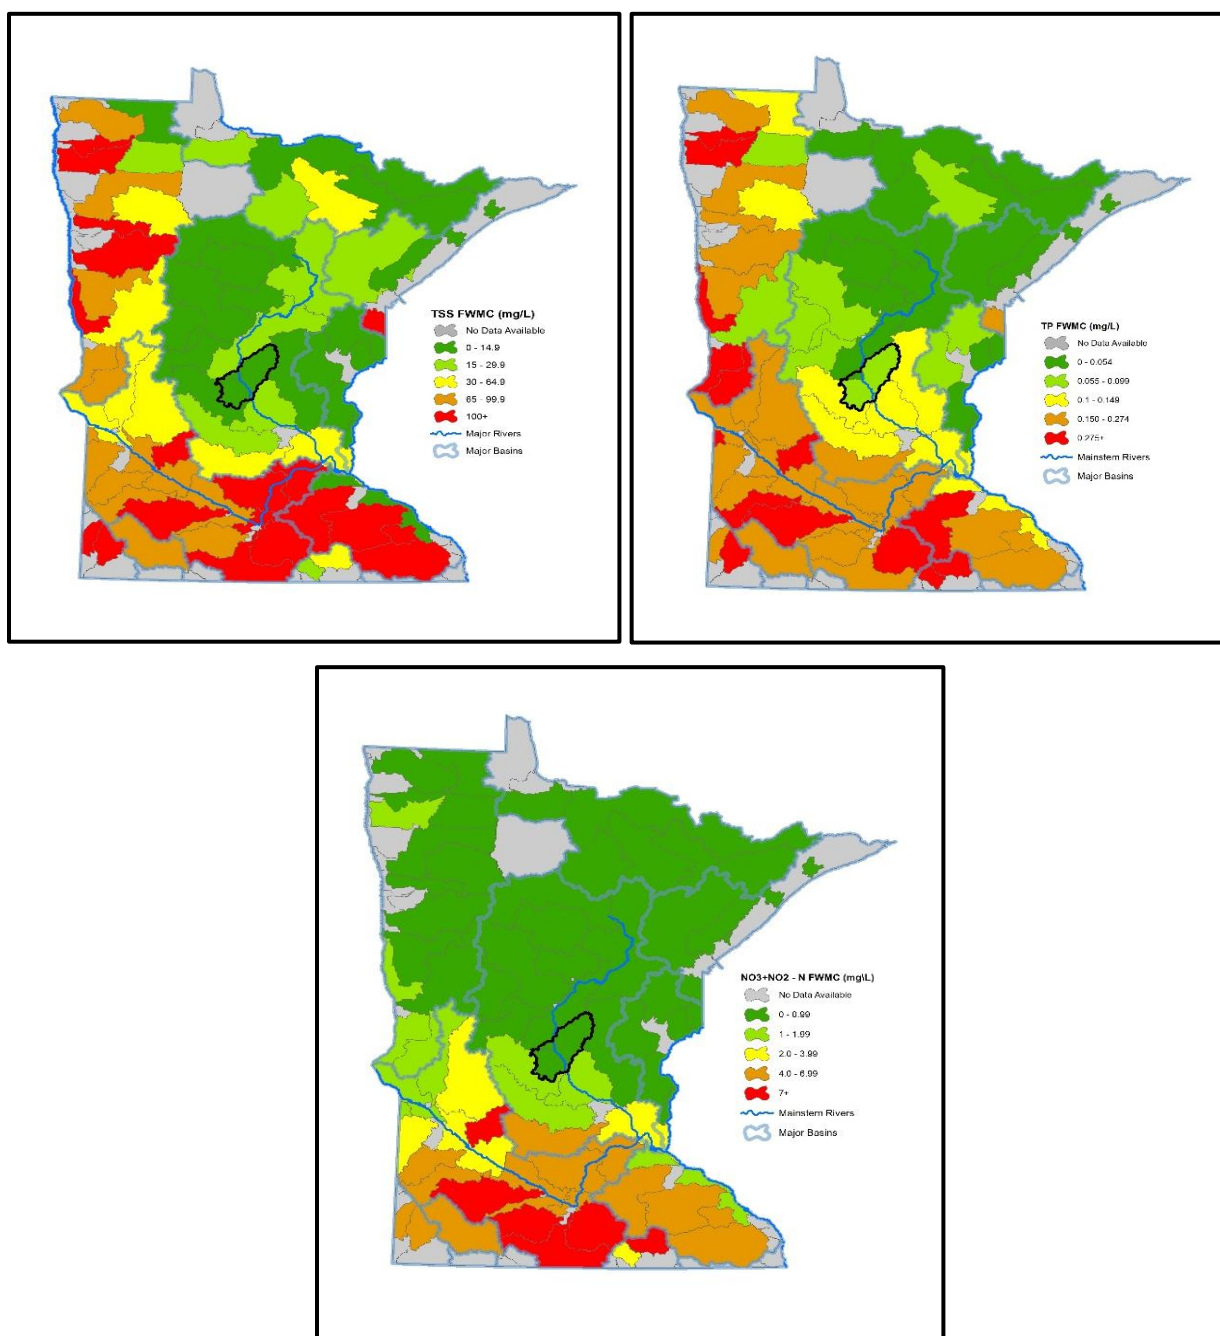 TSS FWMC (mg/L)
No Data Available
0 - 14.9
15 - 29.9
30 - 64.9
65 - 99.9
100+
Major Rivers
Major Basins
TP FWMC (mg/L)
No Data Available
0 - 0.054
0.055 - 0.099
0.1 - 0.149
0.150 - 0.274
0.275+
Mainstem Rivers
Major Basins
NO3+NO2 - N FWMC (mg\L)
No Data Available
0 - 0.99
1 - 1.99
2.0 - 3.99
4.0 - 6.99
7+
Mainstem Rivers
Major Basins